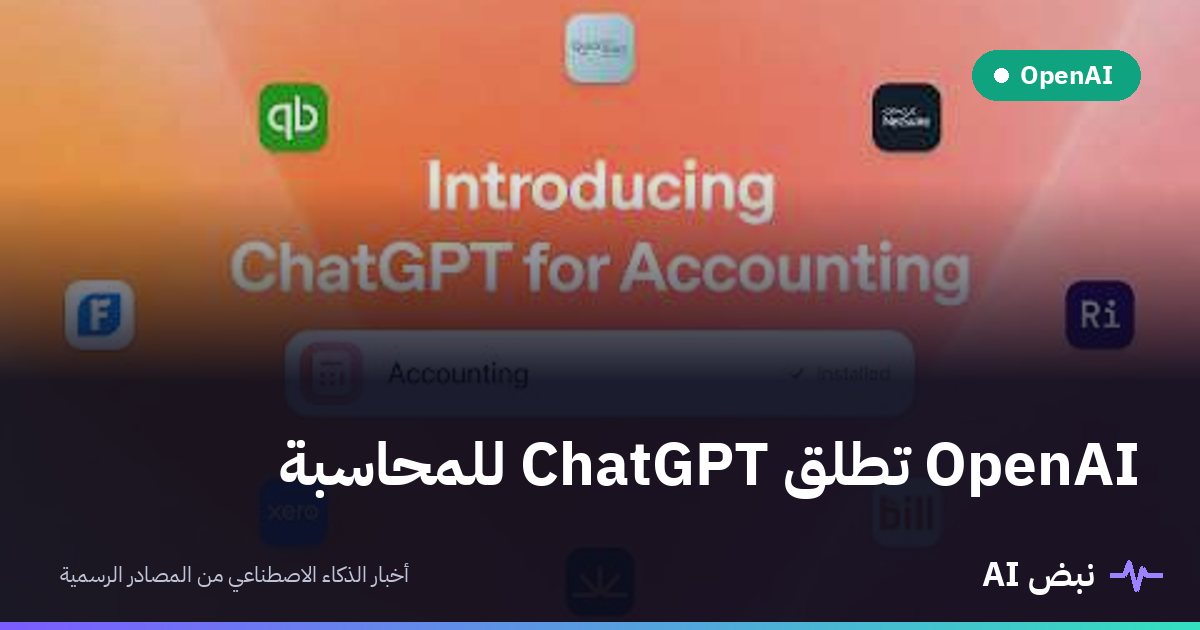 OpenAI
qb
NetSuite
Introducing
ChatGPT for Accounting
F
Ri
Accounting
Installed
OpenAI تطلق ChatGPT للمحاسبة
xero
bill
نبض AI
أخبار الذكاء الاصطناعي من المصادر الرسمية